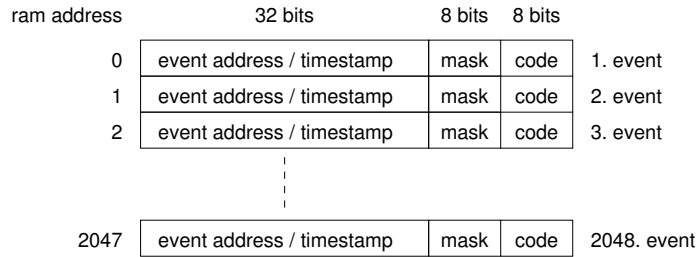 ram address 32 bits 8 bits 8 bits
0 event address / timestamp mask code 1. event
1 event address / timestamp mask code 2. event
2 event address / timestamp mask code 3. event
2047 event address / timestamp mask code 2048. event